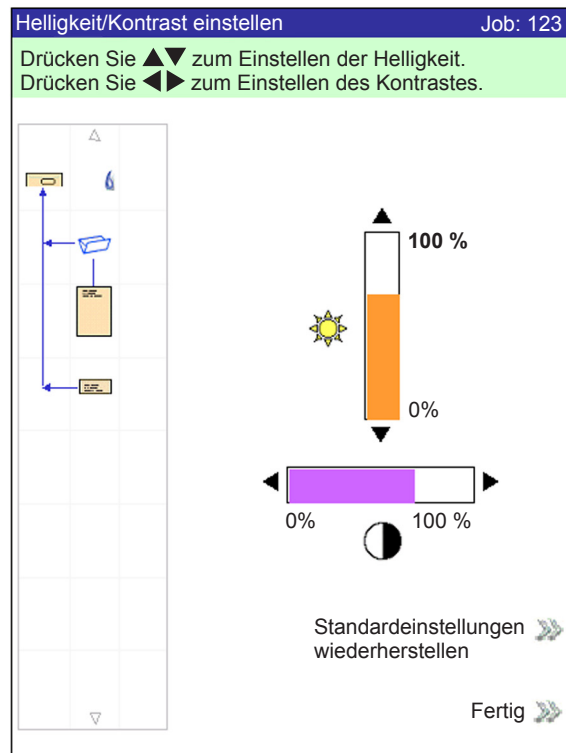 Helligkeit/Kontrast einstellen Job: 123
Drücken Sie ▲▼ zum Einstellen der Helligkeit.
Drücken Sie ◀▶ zum Einstellen des Kontrastes.
100 %
0%
0% 100 %
Standardeinstellungen
wiederherstellen
Fertig